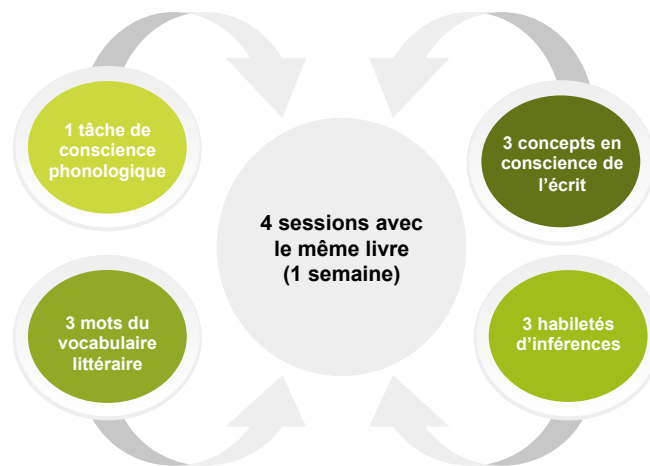 1 tâche de
conscience
phonologique
3 concepts en
conscience de
l'écrit
4 sessions avec
le même livre
(1 semaine)
3 mots du
vocabulaire
littéraire
3 habiletés
d'inférences